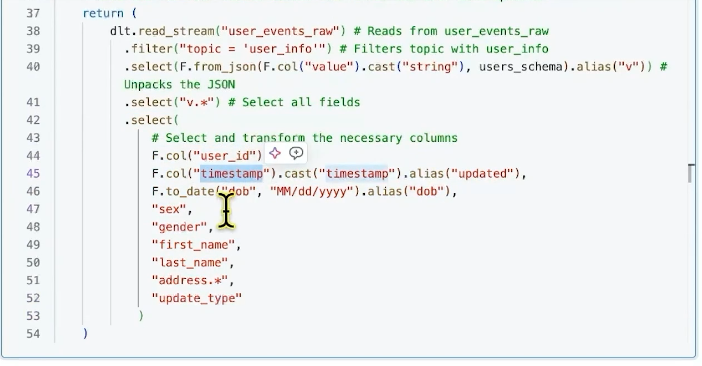 37 return (
38 dlt.read_stream("user_events_raw") # Reads from user_events_raw
39 .filter("topic = 'user_info'") # Filters topic with user_info
40 .select(F.from_json(F.col("value").cast("string"), users_schema).alias("v")) #
Unpacks the JSON
41 .select("v.*") # Select all fields
42 .select(
43 # Select and transform the necessary columns
44 F.col("user_id")
45 F.col("timestamp").cast("timestamp").alias("updated"),
46 F.to_date("dob", "MM/dd/yyyy").alias("dob"),
47 "sex",
48 "gender",
49 "first_name",
50 "last_name",
51 "address.*",
52 "update_type"
53 )
54 )